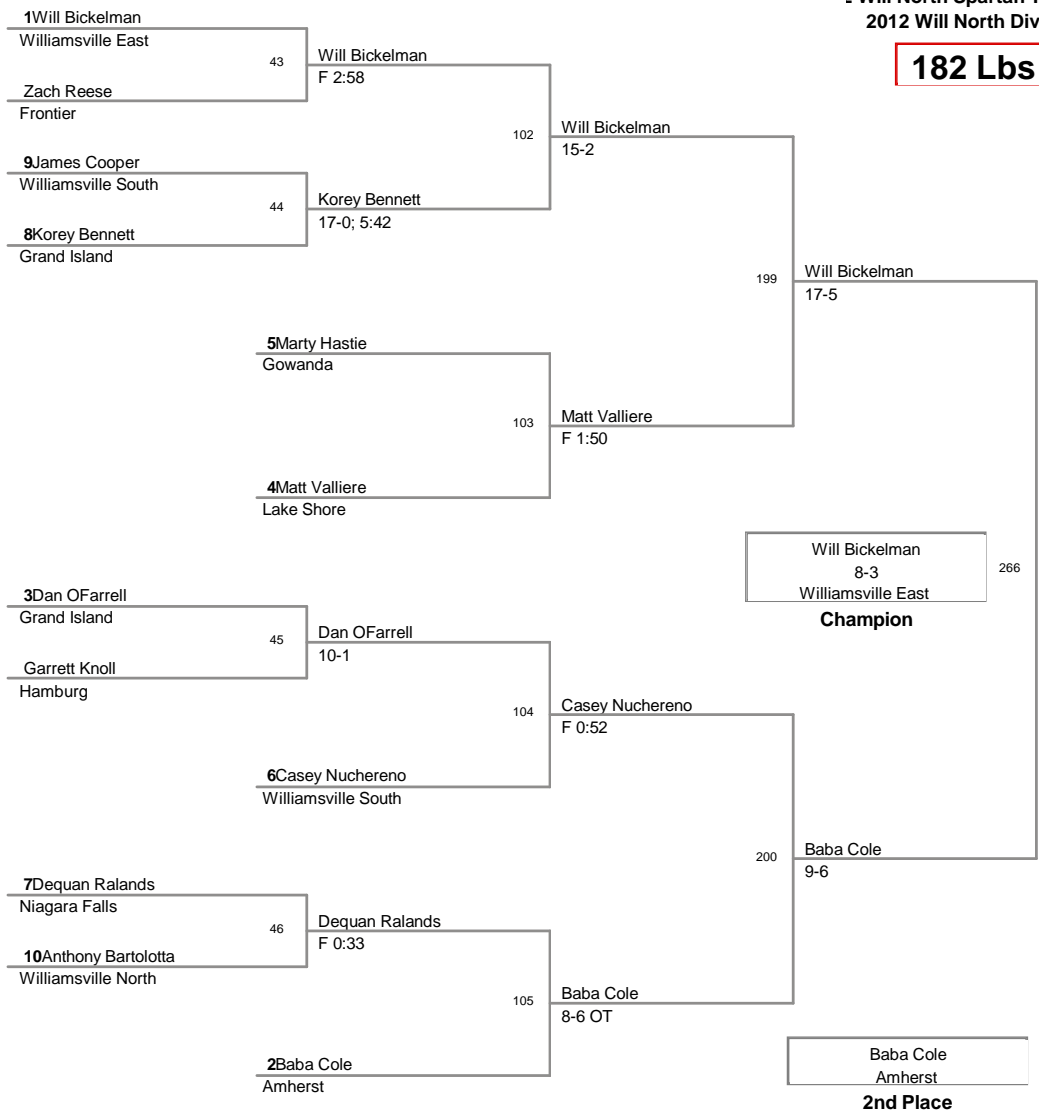 Will North Spartan
2012 Will North Div
182 Lbs
1Will Bickelman
Williamsville East
43
Will Bickelman
F 2:58
Zach Reese
Frontier
102
Will Bickelman
15-2
9James Cooper
Williamsville South
44
Korey Bennett
17-0; 5:42
8Korey Bennett
Grand Island
199
Will Bickelman
17-5
5Marty Hastie
Gowanda
103
Matt Valliere
F 1:50
4Matt Valliere
Lake Shore
Will Bickelman
8-3
Williamsville East
266
Champion
3Dan OFarrell
Grand Island
45
Dan OFarrell
10-1
Garrett Knoll
Hamburg
104
Casey Nuchereno
F 0:52
6Casey Nuchereno
Williamsville South
200
Baba Cole
9-6
7Dequan Ralands
Niagara Falls
46
Dequan Ralands
F 0:33
10Anthony Bartolotta
Williamsville North
105
Baba Cole
8-6 OT
2Baba Cole
Amherst
Baba Cole
Amherst
2nd Place